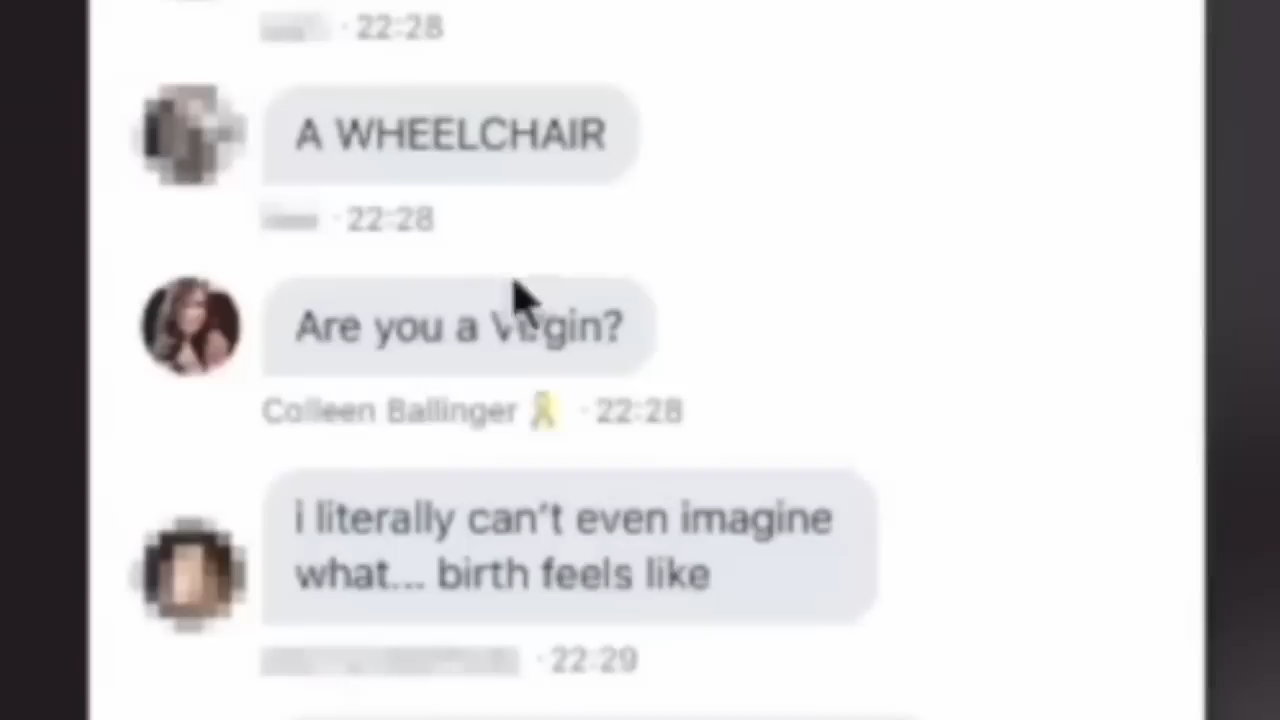 · 22:28
A WHEELCHAIR
· 22:28
Are you a Virgin?
Colleen Ballinger 🎗 · 22:28
i literally can't even imagine
what... birth feels like
· 22:29